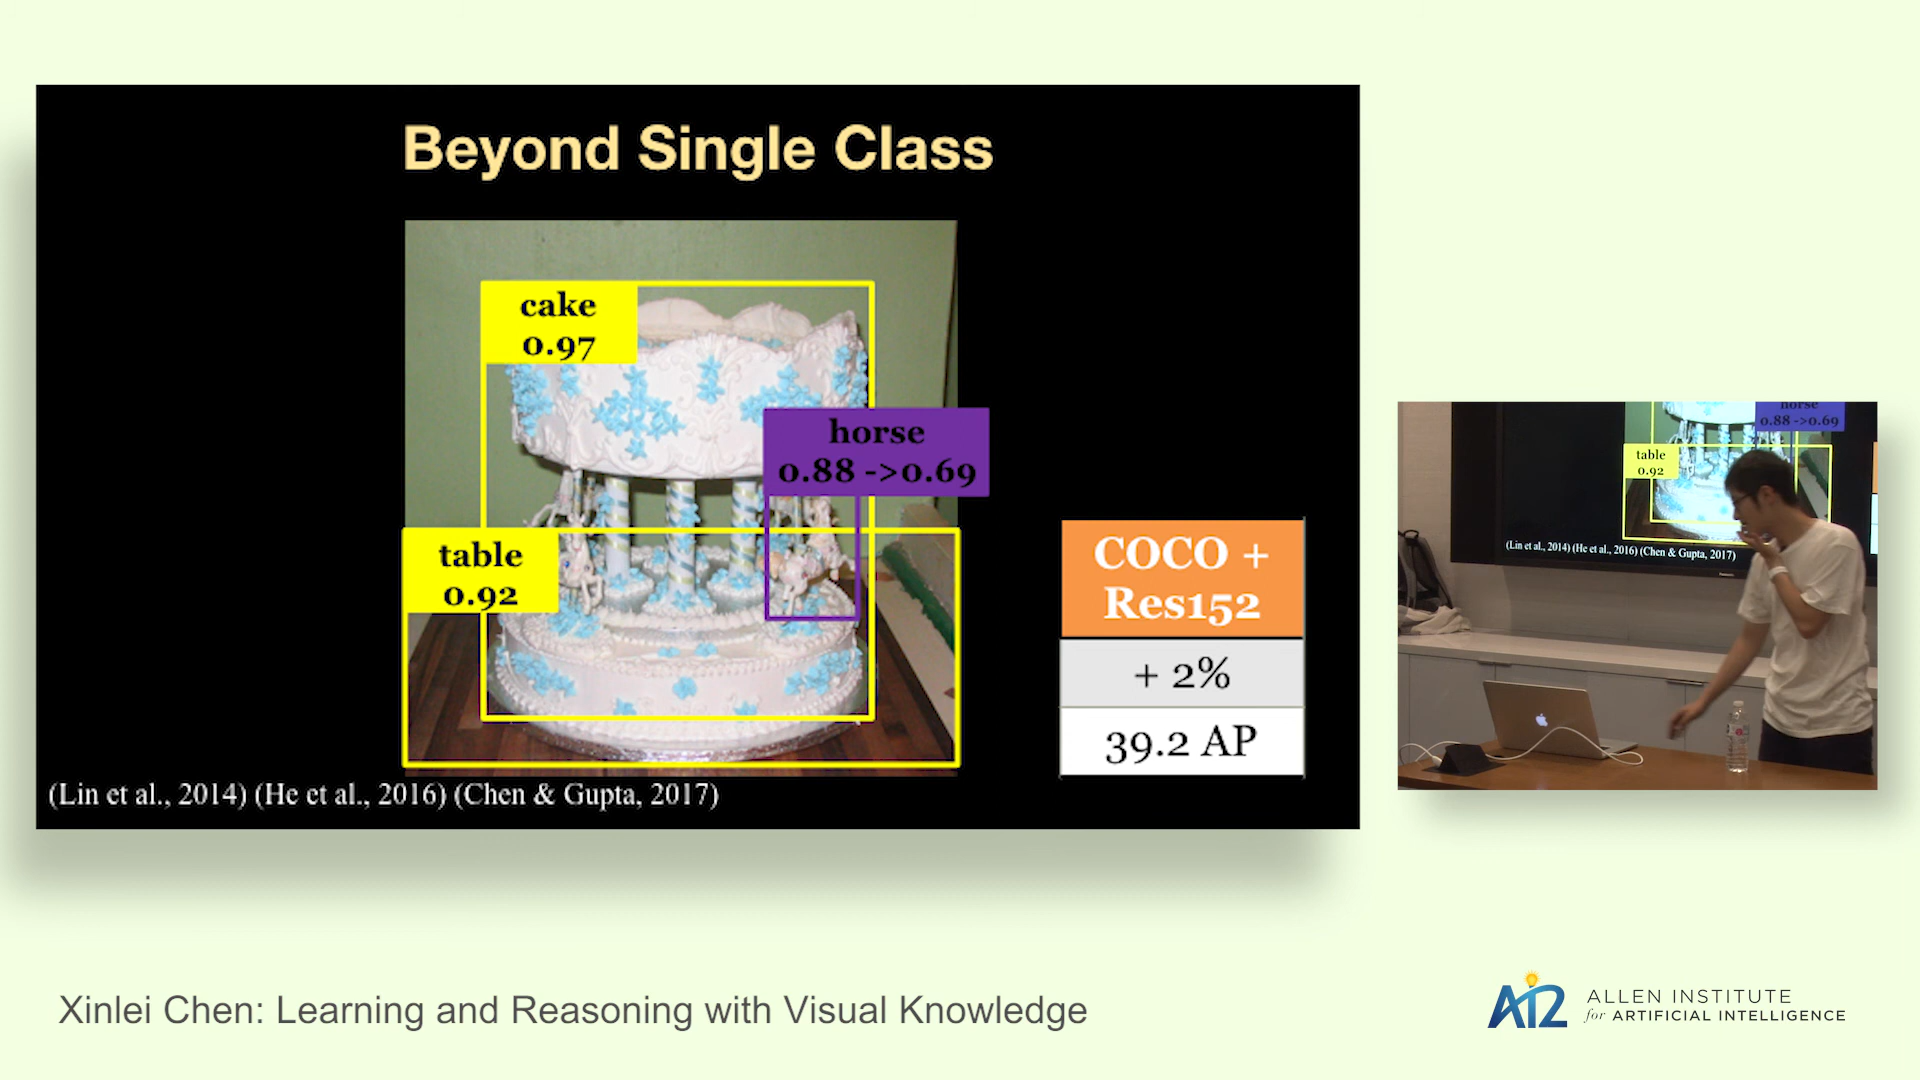 Beyond Single Class
cake
0.97
horse
0.88 ->0.69
table
0.92
COCO +
Res152
+ 2%
39.2 AP
(Lin et al., 2014) (He et al., 2016) (Chen & Gupta, 2017)
horse
0.88 ->0.69
table
0.92
(Lin et al., 2014) (He et al., 2016) (Chen & Gupta, 2017)
Xinlei Chen: Learning and Reasoning with Visual Knowledge
AI2
ALLEN INSTITUTE
for ARTIFICIAL INTELLIGENCE